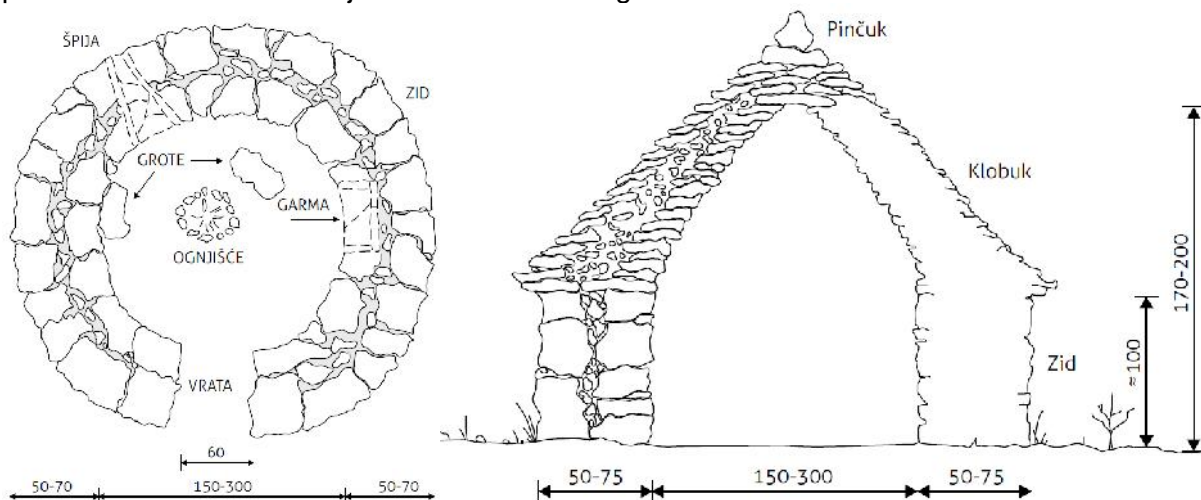 ŠPIJA
ZID
GROTE
GARMA
OGNJIŠĆE
VRATA
60
50-70
150-300
50-70
Pinčuk
Klobuk
Zid
170-200
≈100
50-75
150-300
50-75